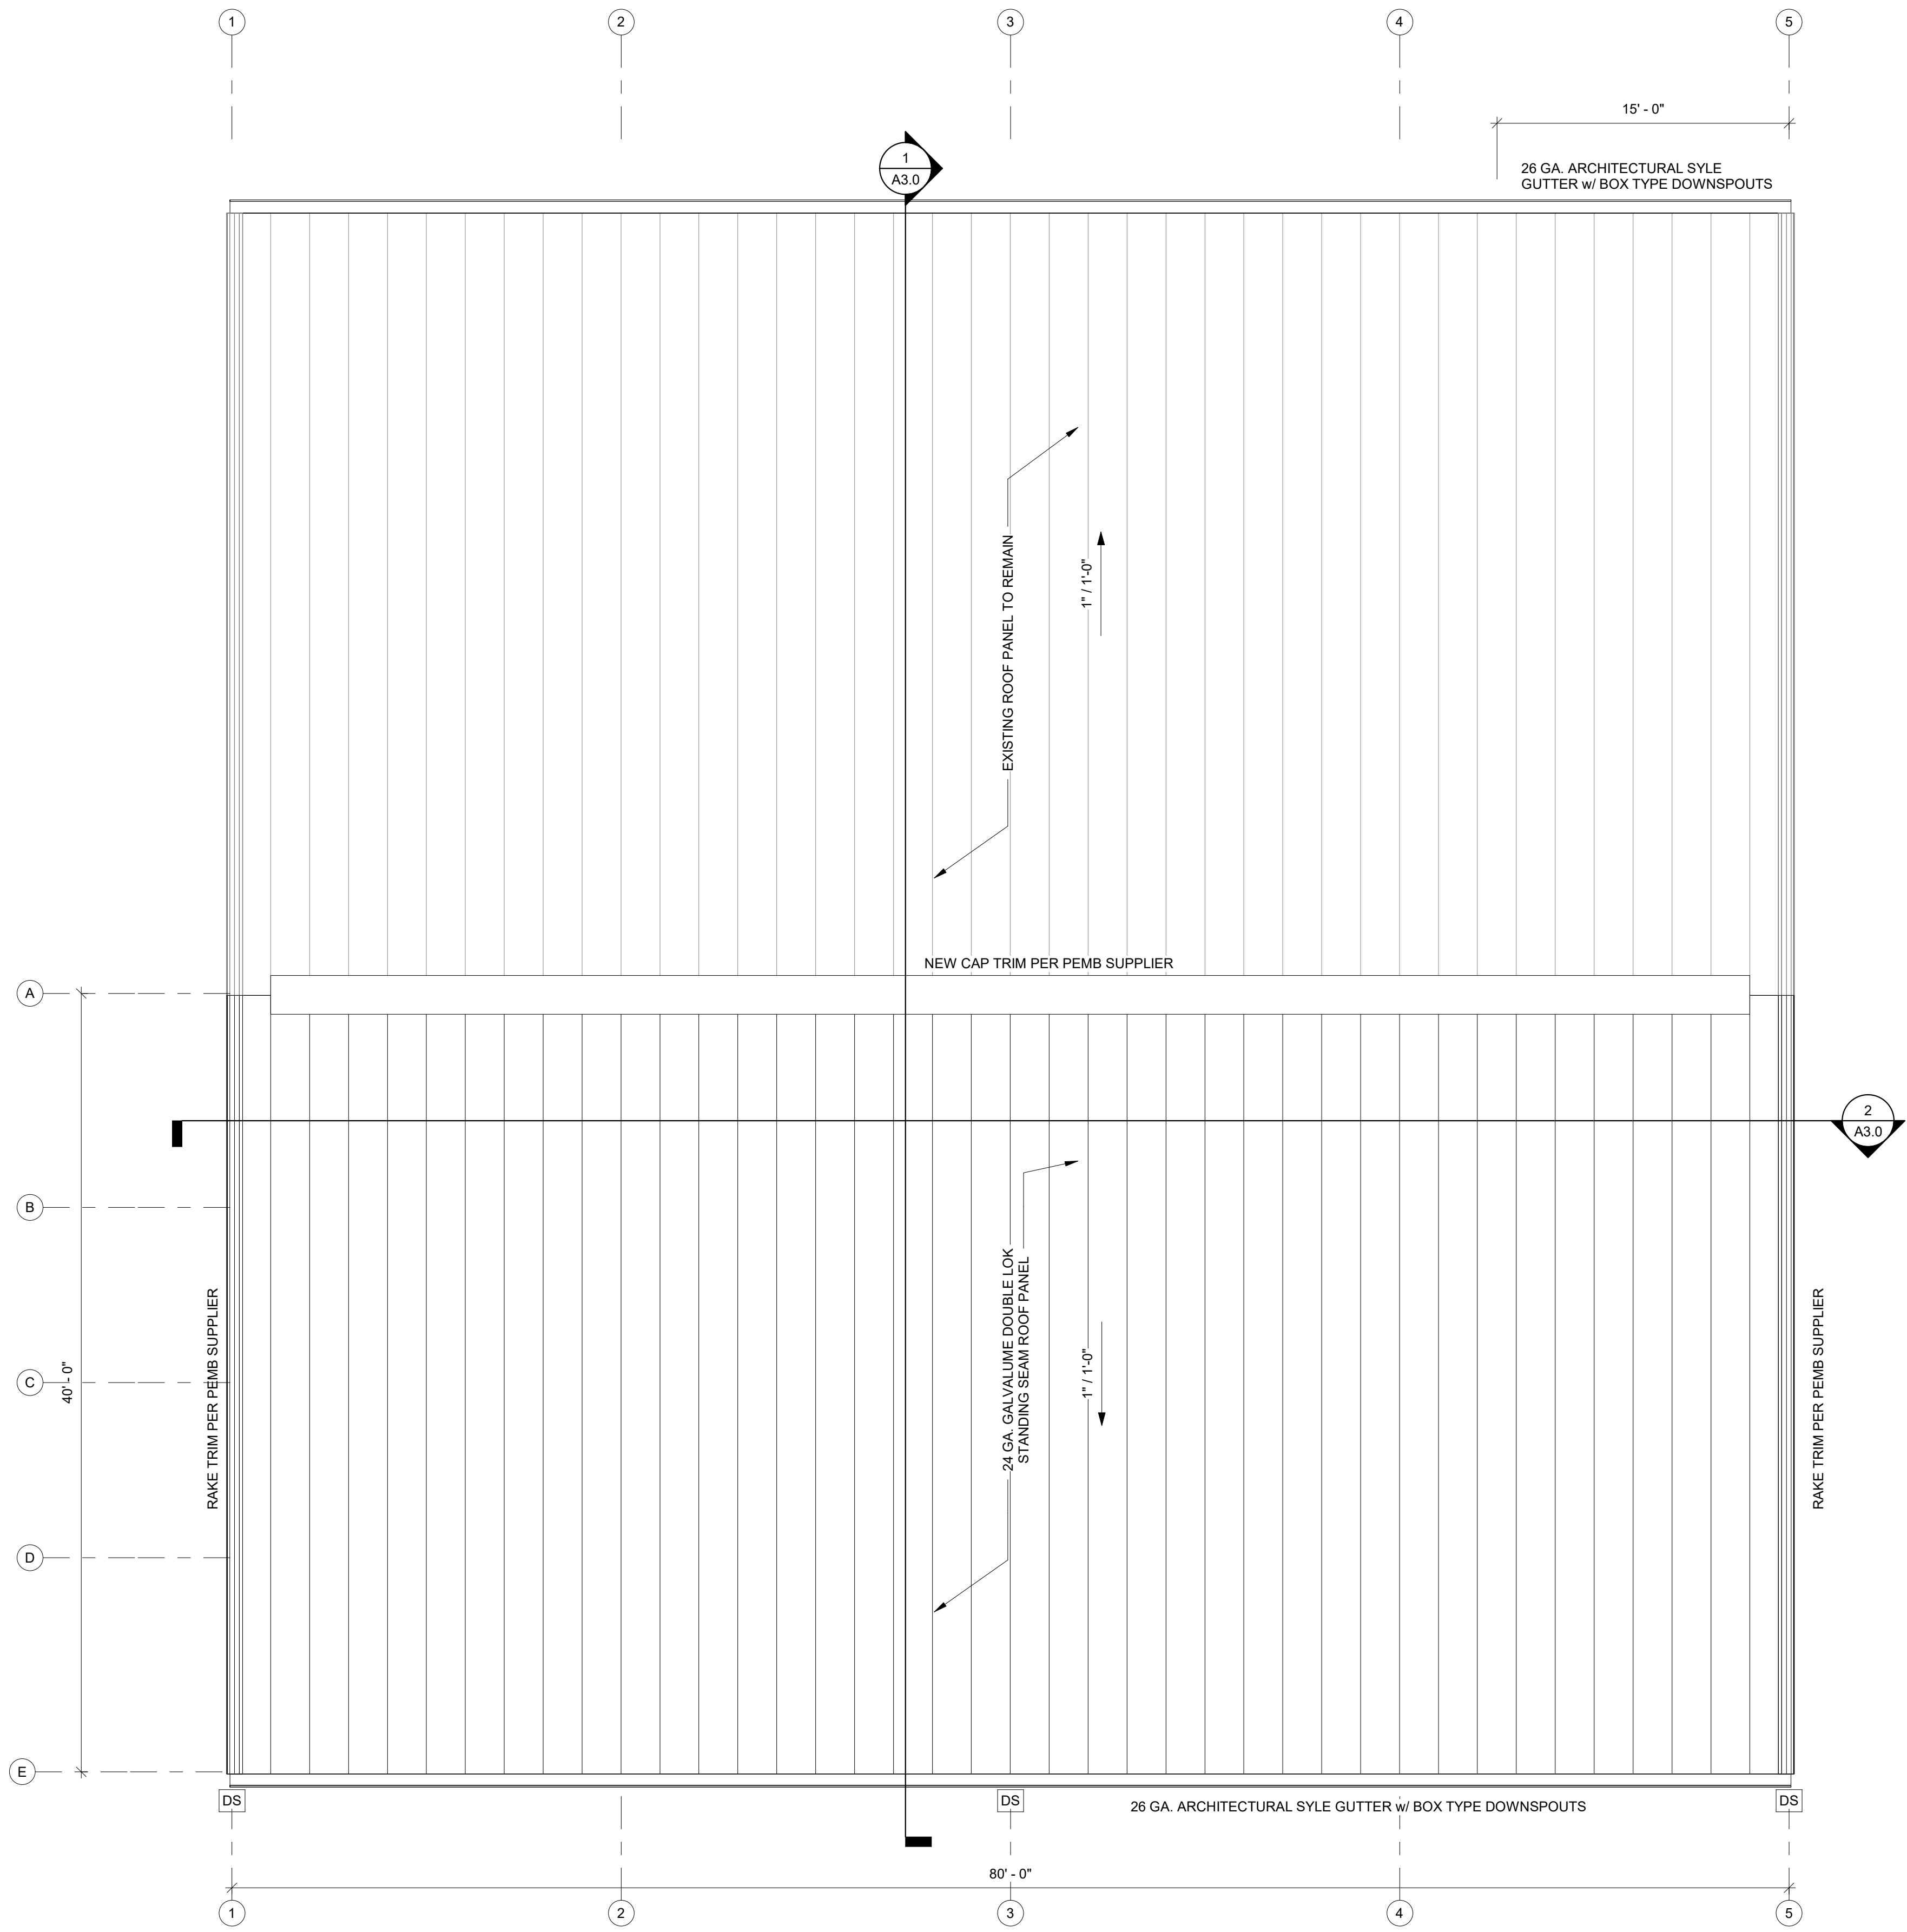 1
2
3
4
5
15' - 0"
26 GA. ARCHITECTURAL SYLE
GUTTER w/ BOX TYPE DOWNSPOUTS
1
A3.0
EXISTING ROOF PANEL TO REMAIN
1" / 1'-0"
NEW CAP TRIM PER PEMB SUPPLIER
A
2
A3.0
B
24 GA. GALVALUME DOUBLE LOK
STANDING SEAM ROOF PANEL
1" / 1'-0"
RAKE TRIM PER PEMB SUPPLIER
RAKE TRIM PER PEMB SUPPLIER
40' - 0"
C
D
E
DS
DS
DS
26 GA. ARCHITECTURAL SYLE GUTTER w/ BOX TYPE DOWNSPOUTS
80' - 0"
1
2
3
4
5